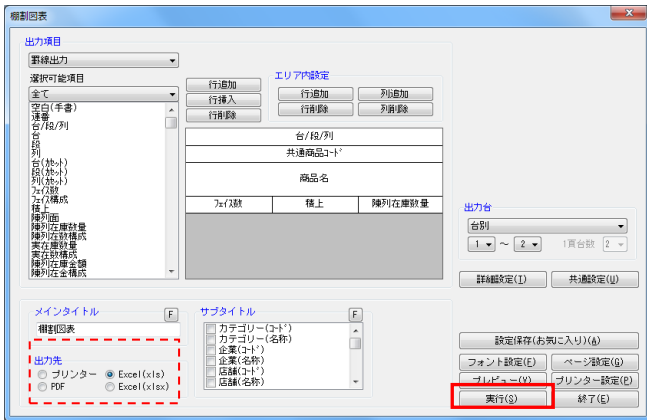 棚割図表
出力項目
罫線出力
選択可能項目
全て
空白(手書)
連番
台/段/列
台
段
列
台(ｶｾｯﾄ)
段(ｶｾｯﾄ)
列(ｶｾｯﾄ)
ﾌｪｲｽ数
ﾌｪｲｽ構成
積上
陳列面
陳列在庫数量
陳列在数構成
実在庫数量
実在数構成
陳列在庫金額
陳列在金構成
行追加
行挿入
行削除
エリア内設定
行追加
列追加
行削除
列削除
台/段/列
共通商品ｺｰﾄﾞ
商品名
ﾌｪｲｽ数 積上 陳列在庫数量
出力台
台別
1 ～ 2 1頁台数 2
詳細設定(I) 共通設定(U)
メインタイトル F
棚割図表
サブタイトル F
カテゴリー(ｺｰﾄﾞ)
カテゴリー(名称)
企業(ｺｰﾄﾞ)
企業(名称)
店舗(ｺｰﾄﾞ)
店舗(名称)
出力先
プリンター Excel(xls)
PDF Excel(xlsx)
設定保存(お気に入り)(A)
フォント設定(F) ページ設定(G)
プレビュー(V) プリンター設定(P)
実行(S) 終了(E)